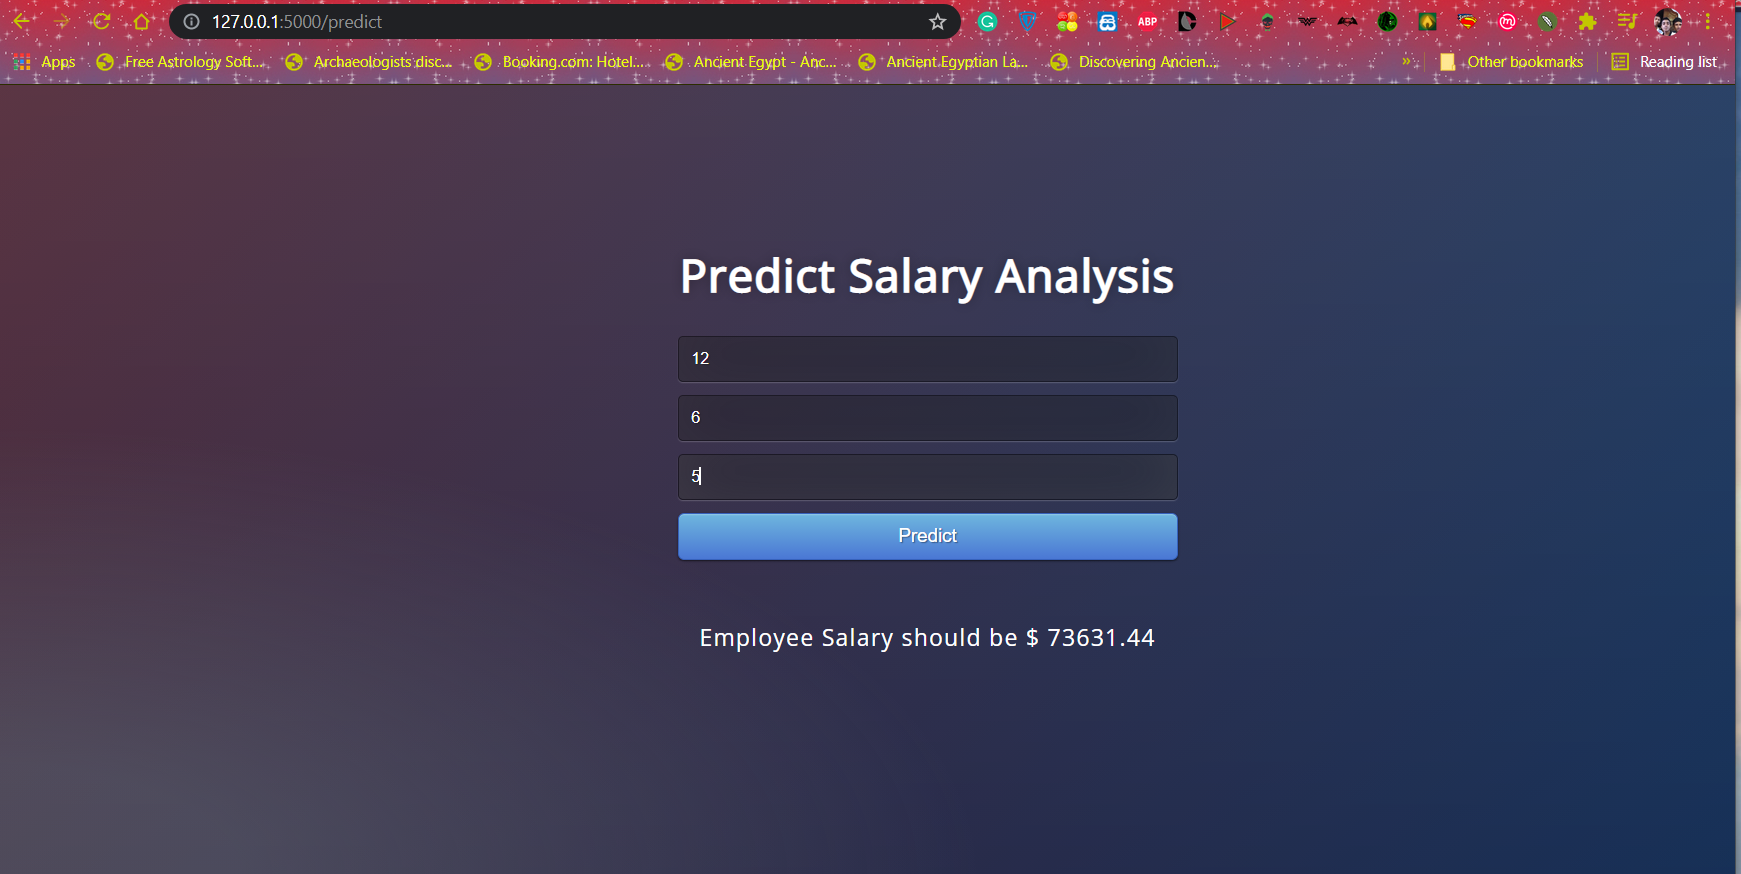 127.0.0.1:5000/predict
ABP
Apps Free Astrology Soft... Archaeologists disc... Booking.com: Hotel... Ancient Egypt - Anc... Ancient Egyptian La... Discovering Ancien... » Other bookmarks Reading list
Predict Salary Analysis
12
6
5
Predict
Employee Salary should be $ 73631.44